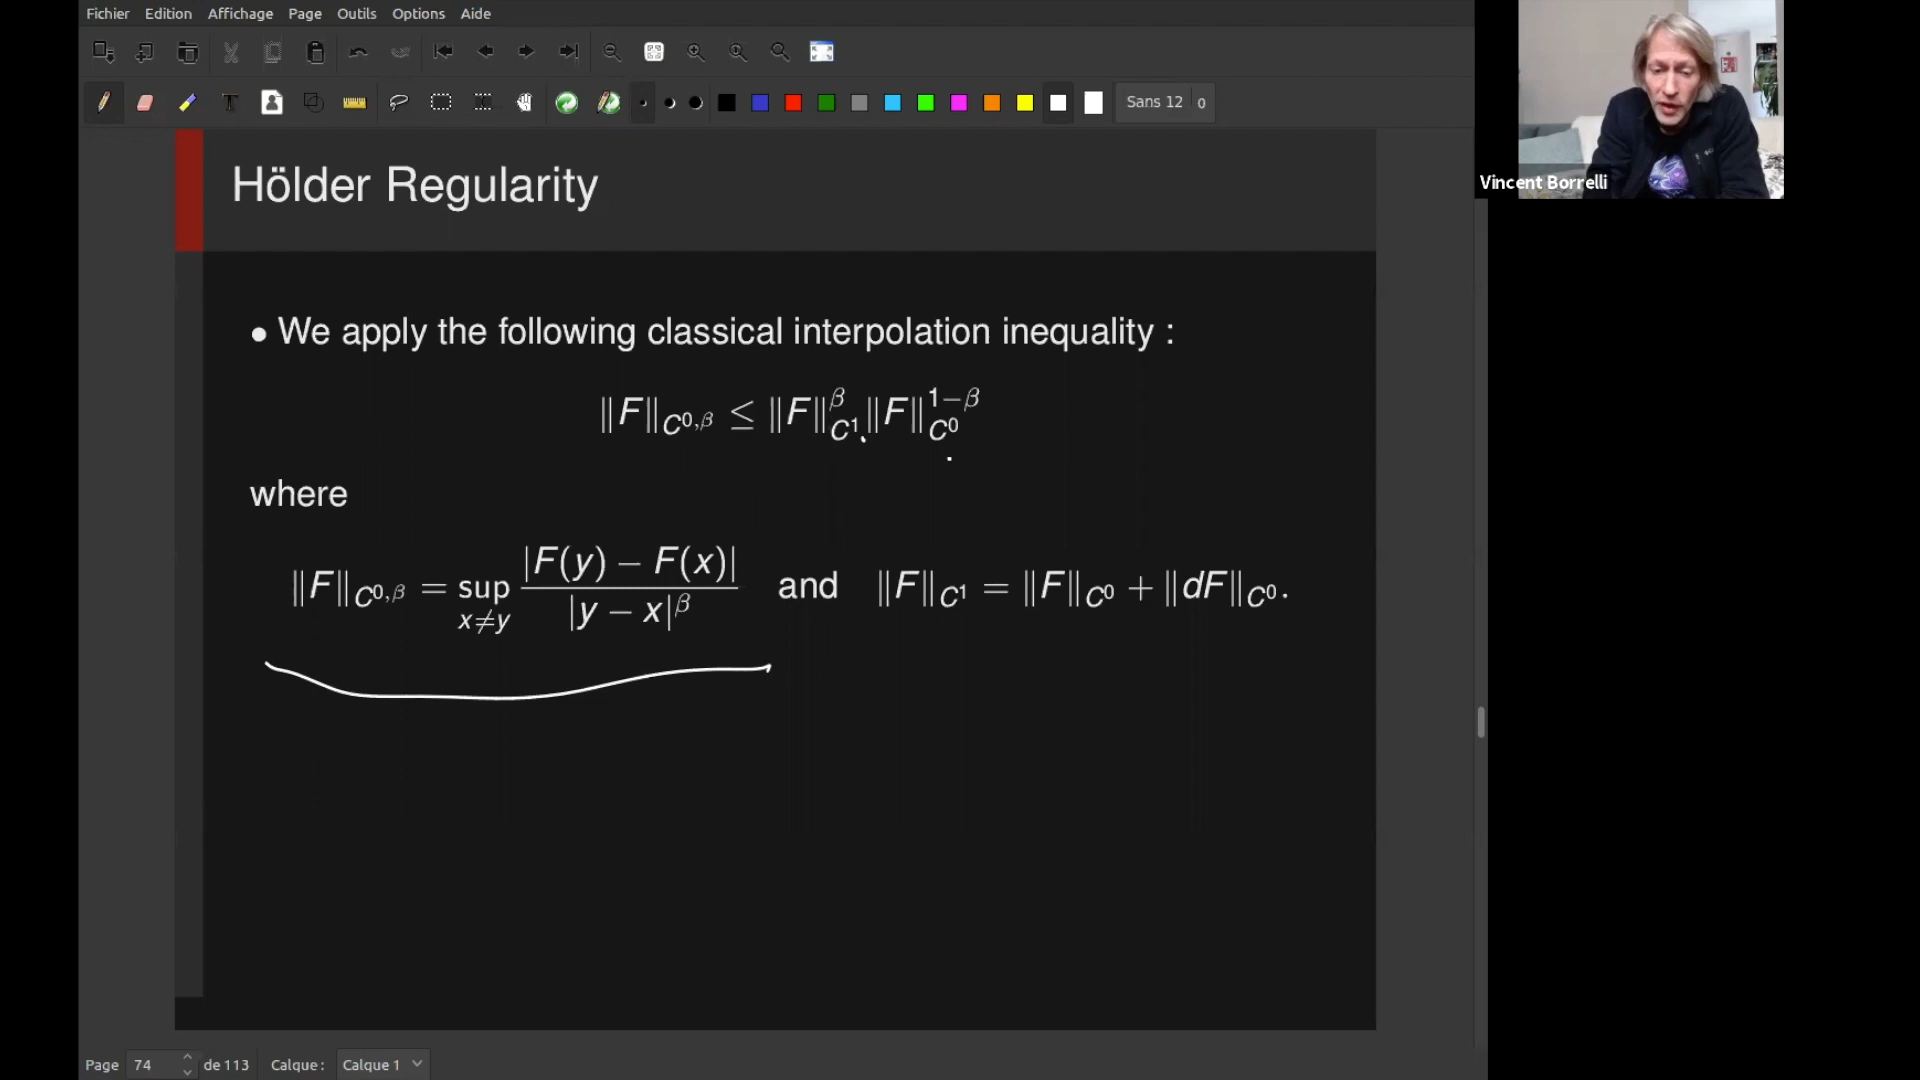 Fichier Edition Affichage Page Outils Options Aide
Sans 12 0
Hölder Regularity
• We apply the following classical interpolation inequality :
‖F‖_{C^{0,β}} ≤ ‖F‖^β_{C^1} ‖F‖^{1−β}_{C^0}
where
‖F‖_{C^{0,β}} = sup_{x≠y} |F(y) − F(x)| / |y − x|^β and ‖F‖_{C^1} = ‖F‖_{C^0} + ‖dF‖_{C^0}.
Page 74 de 113 Calque : Calque 1
Vincent Borrelli